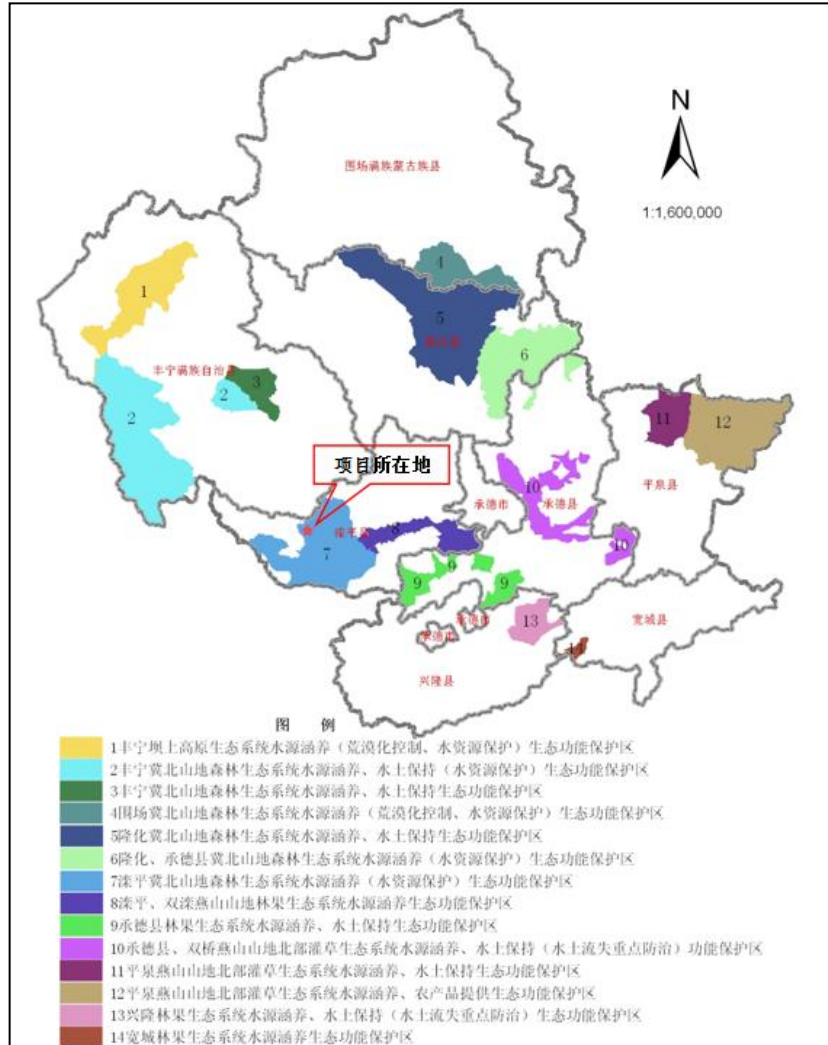 N
围场满族蒙古族县
1:1,600,000
4
1
5
6
丰宁满族自治县
3
2
2
11
12
项目所在地
平泉县
10
承德市
承德县
滦平县
8
7
10
9
9
9
13
承德市
承德市
宽城县
14
兴隆县
图 例
1丰宁坝上高原生态系统水源涵养（荒漠化控制、水资源保护）生态功能保护区
2丰宁冀北山地森林生态系统水源涵养、水土保持（水资源保护）生态功能保护区
3丰宁冀北山地森林生态系统水源涵养、水土保持生态功能保护区
4围场冀北山地森林生态系统水源涵养（荒漠化控制、水资源保护）生态功能保护区
5隆化冀北山地森林生态系统水源涵养、水土保持生态功能保护区
6隆化、承德县冀北山地森林生态系统水源涵养（水资源保护）生态功能保护区
7滦平冀北山地森林生态系统水源涵养（水资源保护）生态功能保护区
8滦平、双滦燕山山地林果生态系统水源涵养生态功能保护区
9承德县林果生态系统水源涵养、水土保持生态功能保护区
10承德县、双桥燕山山地北部灌草生态系统水源涵养、水土保持（水土流失重点防治）功能保护区
11平泉燕山山地北部灌草生态系统水源涵养、水土保持生态功能保护区
12平泉燕山山地北部灌草生态系统水源涵养、农产品提供生态功能保护区
13兴隆林果生态系统水源涵养、水土保持（水土流失重点防治）生态功能保护区
14宽城林果生态系统水源涵养生态功能保护区